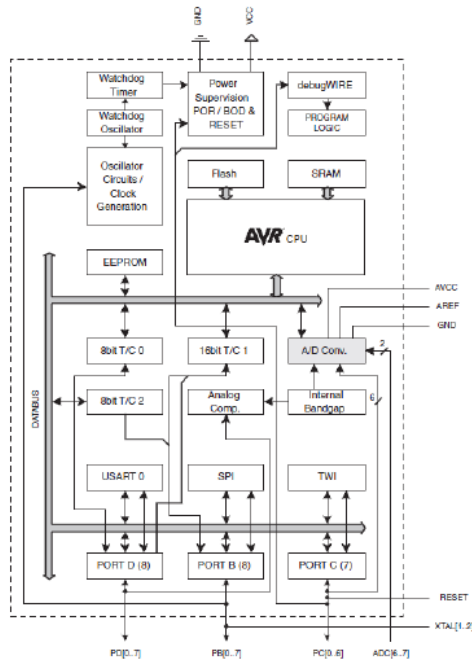 GND
VCC
Watchdog
Timer
Power
Supervision
POR / BOD &
RESET
debugWIRE
Watchdog
Oscillator
PROGRAM
LOGIC
Oscillator
Circuits /
Clock
Generation
Flash
SRAM
AVR CPU
EEPROM
AVCC
AREF
GND
8bit T/C 0
16bit T/C 1
A/D Conv.
2
DATABUS
8bit T/C 2
Analog
Comp.
Internal
Bandgap
6
USART 0
SPI
TWI
PORT D (8)
PORT B (8)
PORT C (7)
RESET
XTAL[1..2]
PD[0..7]
PB[0..7]
PC[0..6]
ADC[6..7]